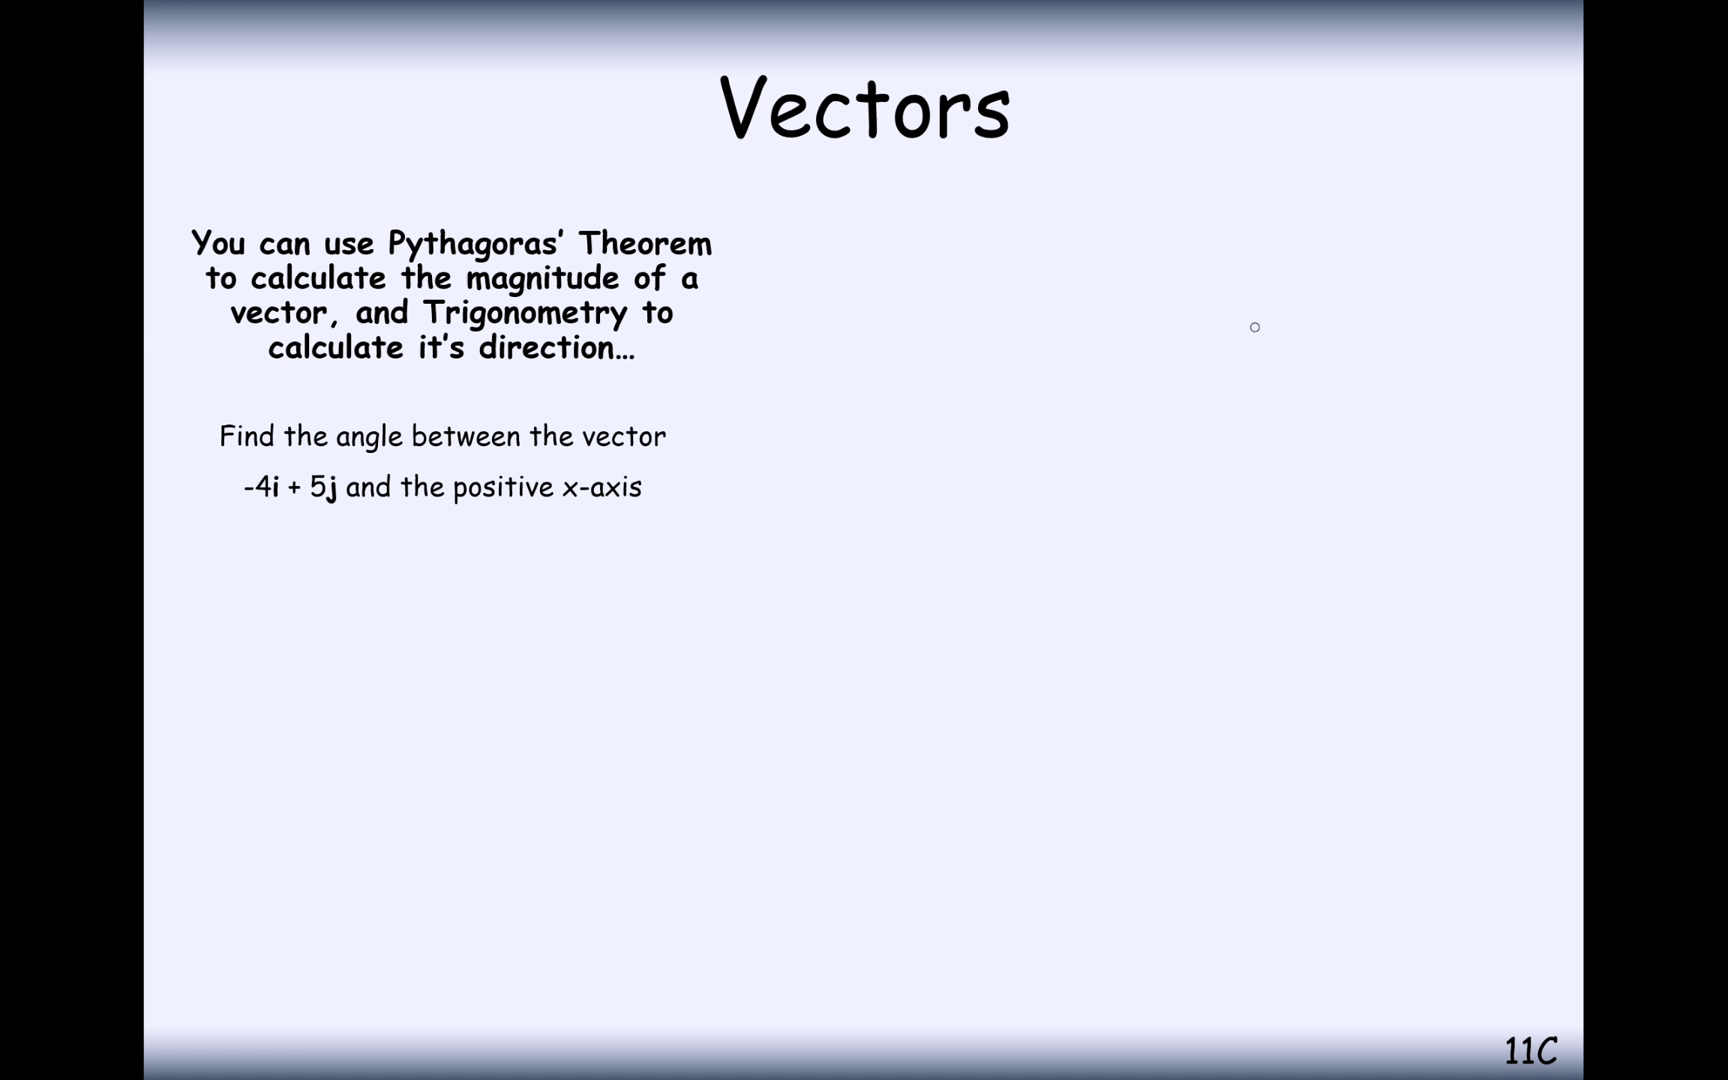 Vectors
You can use Pythagoras’ Theorem
to calculate the magnitude of a
vector, and Trigonometry to
calculate it’s direction…
Find the angle between the vector
-4i + 5j and the positive x-axis
11C